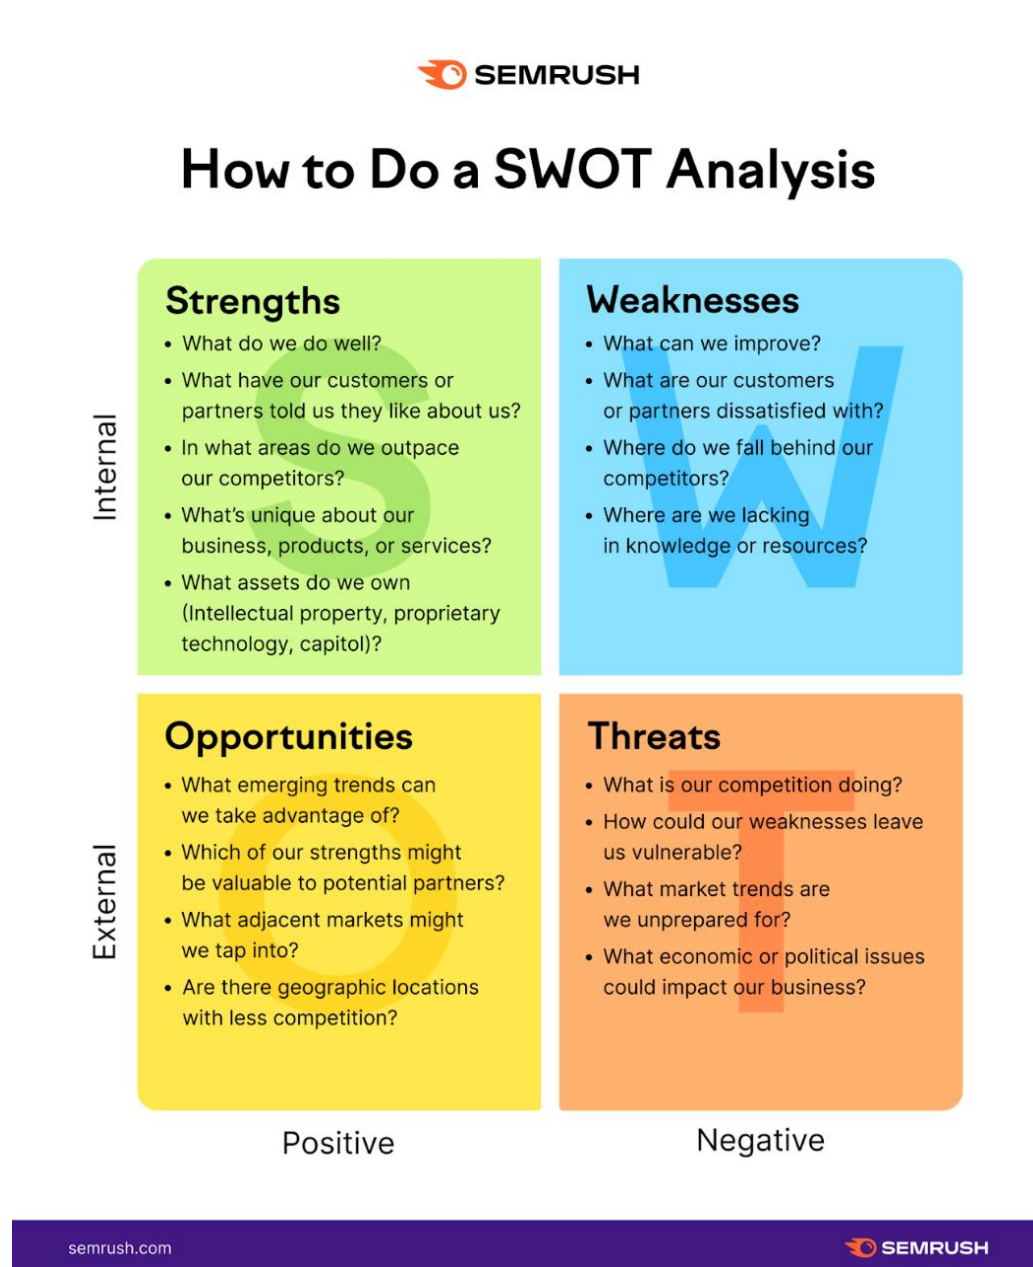 SEMRUSH
How to Do a SWOT Analysis
Internal
Strengths
• What do we do well?
• What have our customers or
partners told us they like about us?
• In what areas do we outpace
our competitors?
• What's unique about our
business, products, or services?
• What assets do we own
(Intellectual property, proprietary
technology, capitol)?
S
Weaknesses
• What can we improve?
• What are our customers
or partners dissatisfied with?
• Where do we fall behind our
competitors?
• Where are we lacking
in knowledge or resources?
W
External
Opportunities
• What emerging trends can
we take advantage of?
• Which of our strengths might
be valuable to potential partners?
• What adjacent markets might
we tap into?
• Are there geographic locations
with less competition?
O
Threats
• What is our competition doing?
• How could our weaknesses leave
us vulnerable?
• What market trends are
we unprepared for?
• What economic or political issues
could impact our business?
T
Positive
Negative
semrush.com
SEMRUSH